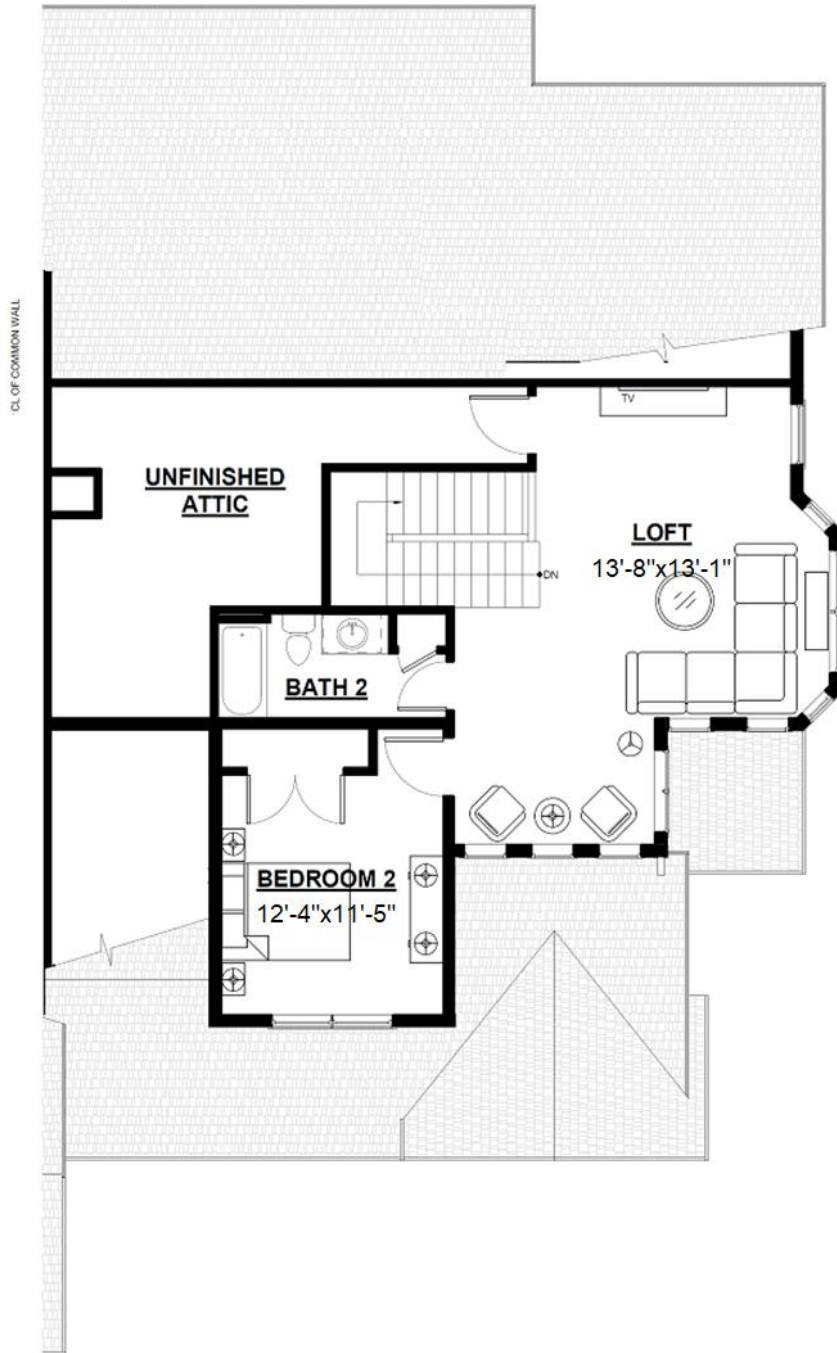 CL OF COMMON WALL
TV
UNFINISHED
ATTIC
LOFT
13'-8"x13'-1"
DN
BATH 2
BEDROOM 2
12'-4"x11'-5"